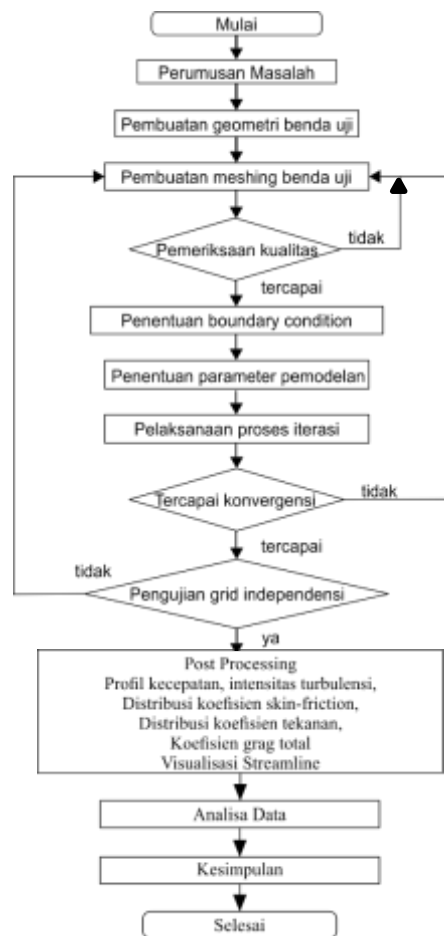 Mulai
Perumusan Masalah
Pembuatan geometri benda uji
Pembuatan meshing benda uji
tidak
Pemeriksaan kualitas
tercapai
Penentuan boundary condition
Penentuan parameter pemodelan
Pelaksanaan proses iterasi
Tercapai konvergensi
tidak
tercapai
tidak
Pengujian grid independensi
ya
Post Processing
Profil kecepatan, intensitas turbulensi,
Distribusi koefisien skin-friction,
Distribusi koefisien tekanan,
Koefisien grag total
Visualisasi Streamline
Analisa Data
Kesimpulan
Selesai